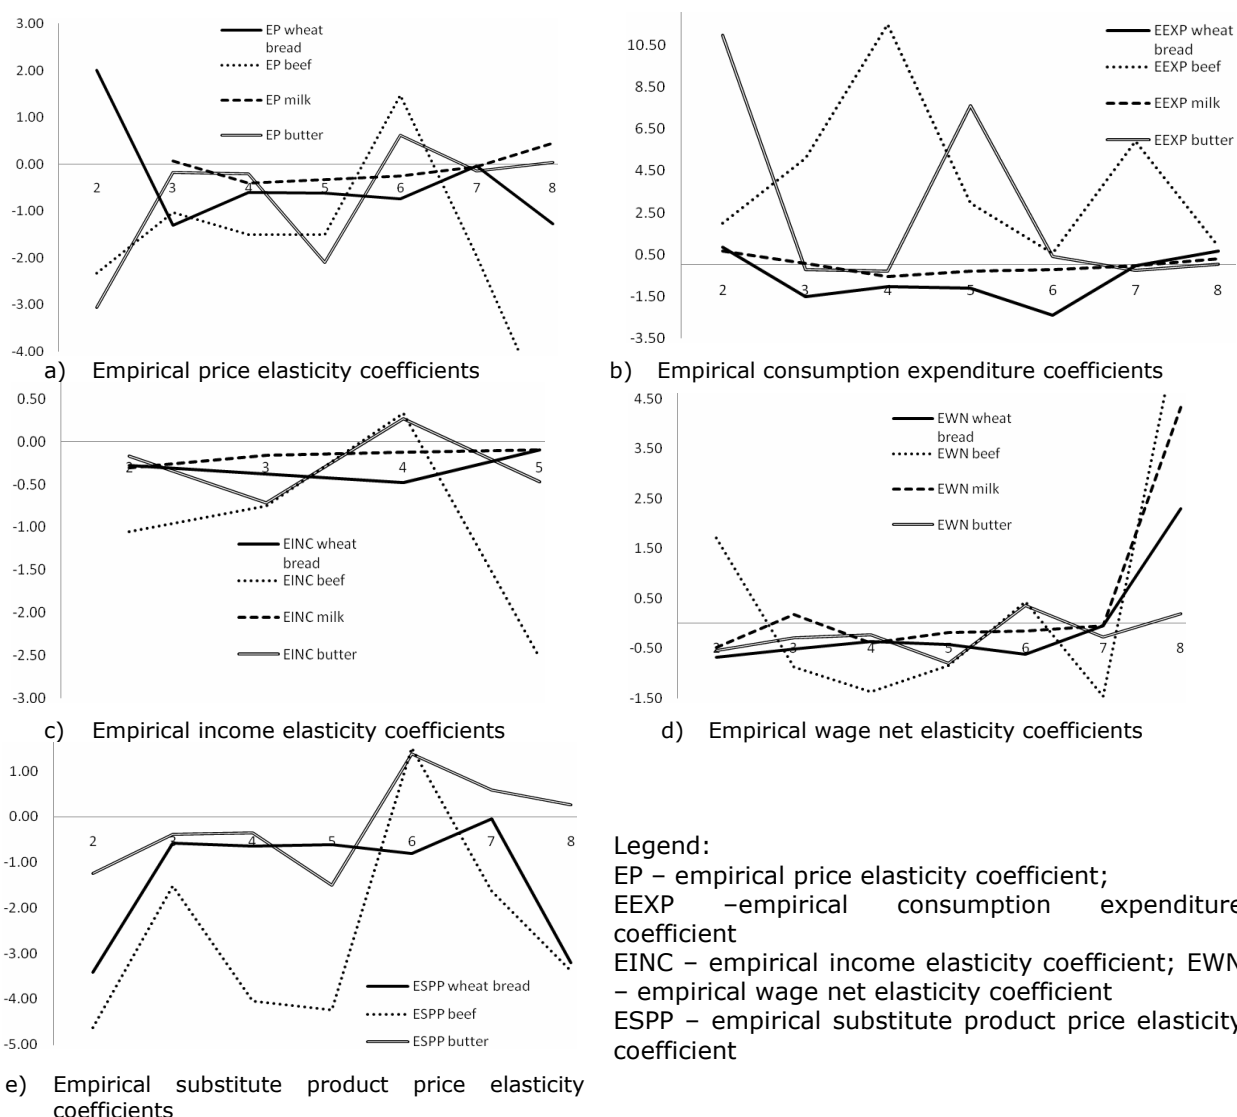 3.00
2.00
1.00
0.00
-1.00
-2.00
-3.00
-4.00
EP wheat
bread
EP beef
EP milk
EP butter
2 3 4 5 6 7 8
a) Empirical price elasticity coefficients
10.50
8.50
6.50
4.50
2.50
0.50
-1.50
-3.50
EEXP wheat
bread
EEXP beef
EEXP milk
EEXP butter
2 3 4 5 6 7 8
b) Empirical consumption expenditure coefficients
0.50
0.00
-0.50
-1.00
-1.50
-2.00
-2.50
-3.00
2 3 4 5
EINC wheat
bread
EINC beef
EINC milk
EINC butter
c) Empirical income elasticity coefficients
4.50
3.50
2.50
1.50
0.50
-0.50
-1.50
EWN wheat
bread
EWN beef
EWN milk
EWN butter
2 3 4 5 6 7 8
d) Empirical wage net elasticity coefficients
1.00
0.00
-1.00
-2.00
-3.00
-4.00
-5.00
2 3 4 5 6 7 8
ESPP wheat bread
ESPP beef
ESPP butter
e) Empirical substitute product price elasticity
coefficients
Legend:
EP – empirical price elasticity coefficient;
EEXP –empirical consumption expenditure
coefficient
EINC – empirical income elasticity coefficient; EWN
– empirical wage net elasticity coefficient
ESPP – empirical substitute product price elasticity
coefficient